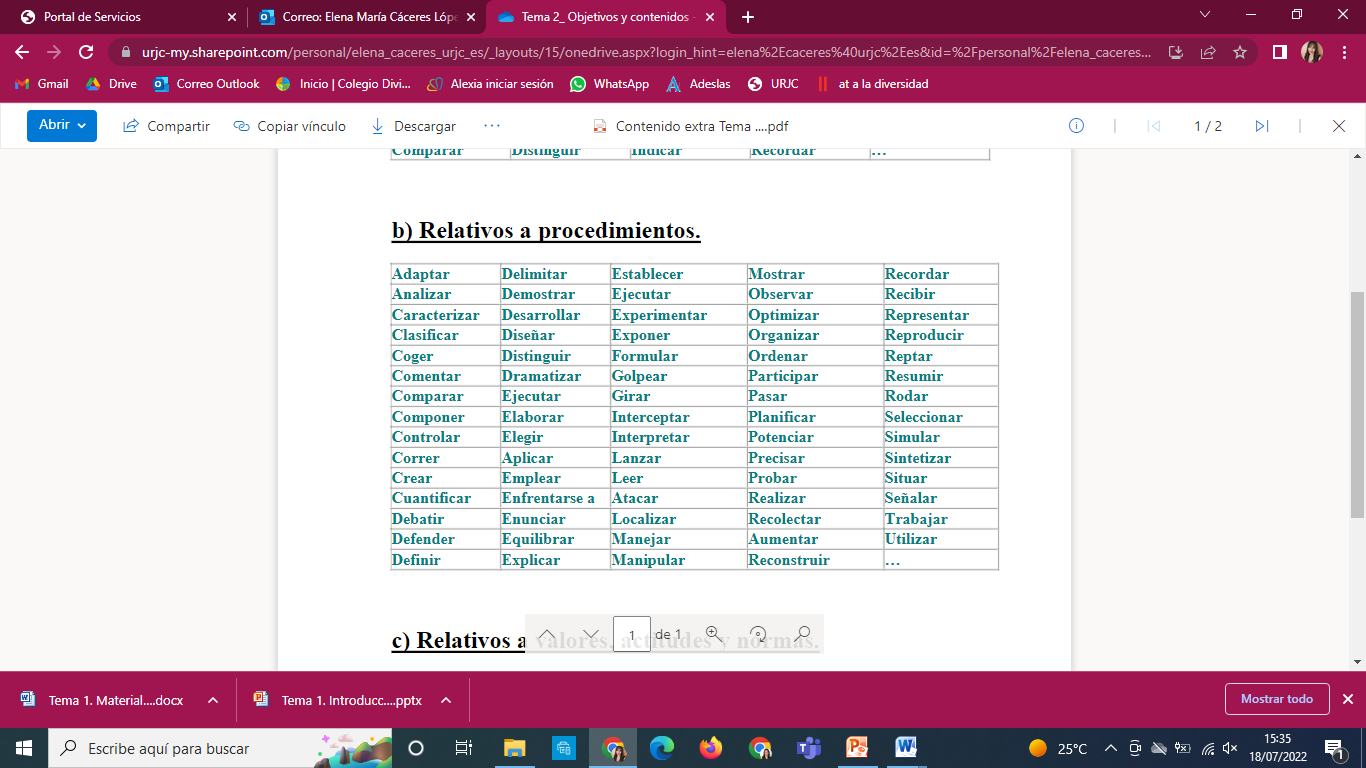 Portal de Servicios
Correo: Elena María Cáceres Lópe
Tema 2_ Objetivos y contenidos -
urjc-my.sharepoint.com/personal/elena_caceres_urjc_es/_layouts/15/onedrive.aspx?login_hint=elena%2Ecaceres%40urjc%2Ees&id=%2Fpersonal%2Felena_caceres...
Gmail Drive Correo Outlook Inicio | Colegio Divi... Alexia iniciar sesión WhatsApp Adeslas URJC at a la diversidad
Abrir Compartir Copiar vínculo Descargar ... Contenido extra Tema ....pdf 1 / 2
Comparar Distinguir Indicar Recordar …
b) Relativos a procedimientos.
Adaptar Delimitar Establecer Mostrar Recordar
Analizar Demostrar Ejecutar Observar Recibir
Caracterizar Desarrollar Experimentar Optimizar Representar
Clasificar Diseñar Exponer Organizar Reproducir
Coger Distinguir Formular Ordenar Reptar
Comentar Dramatizar Golpear Participar Resumir
Comparar Ejecutar Girar Pasar Rodar
Componer Elaborar Interceptar Planificar Seleccionar
Controlar Elegir Interpretar Potenciar Simular
Correr Aplicar Lanzar Precisar Sintetizar
Crear Emplear Leer Probar Situar
Cuantificar Enfrentarse a Atacar Realizar Señalar
Debatir Enunciar Localizar Recolectar Trabajar
Defender Equilibrar Manejar Aumentar Utilizar
Definir Explicar Manipular Reconstruir …
c) Relativos a valores, actitudes y normas.
1 de 1
Tema 1. Material....docx Tema 1. Introducc....pptx Mostrar todo
Escribe aquí para buscar 25°C 15:35
18/07/2022 1